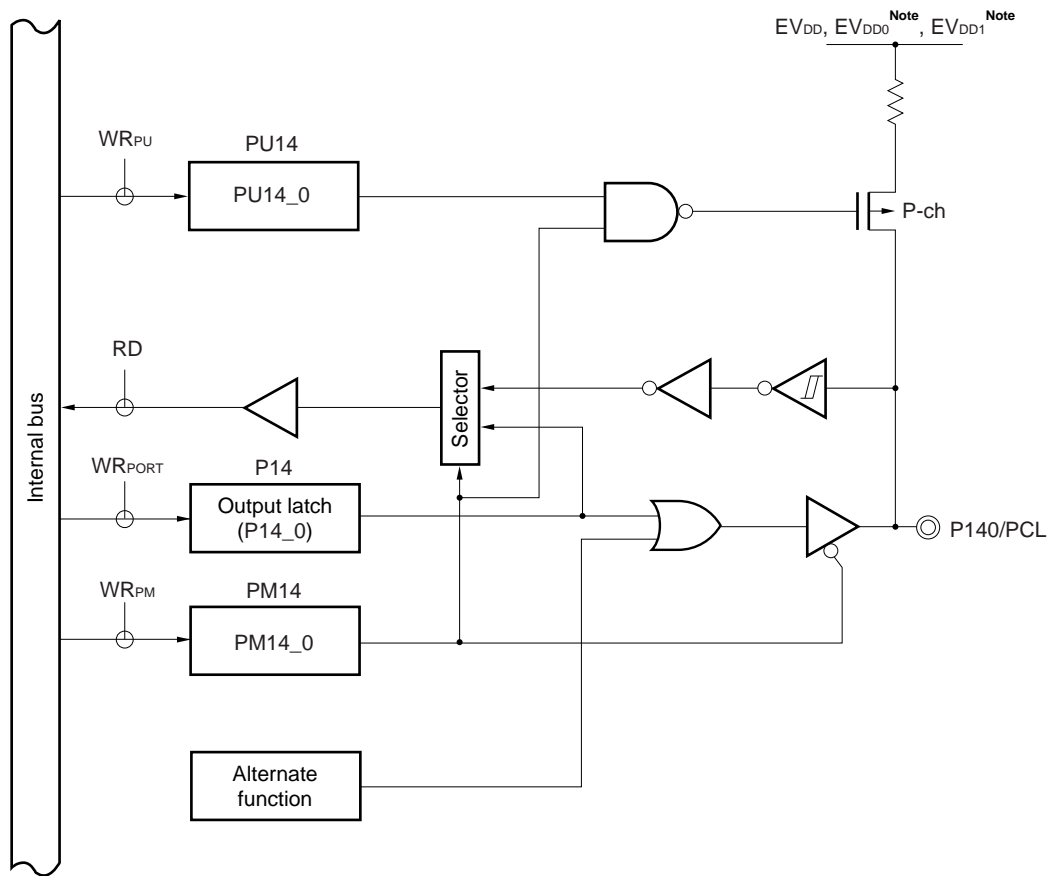 EVDD, EVDD0Note, EVDD1Note
WRPU
PU14
PU14_0
P-ch
RD
Selector
Internal bus
WRPORT
P14
Output latch
(P14_0)
P140/PCL
WRPM
PM14
PM14_0
Alternate
function